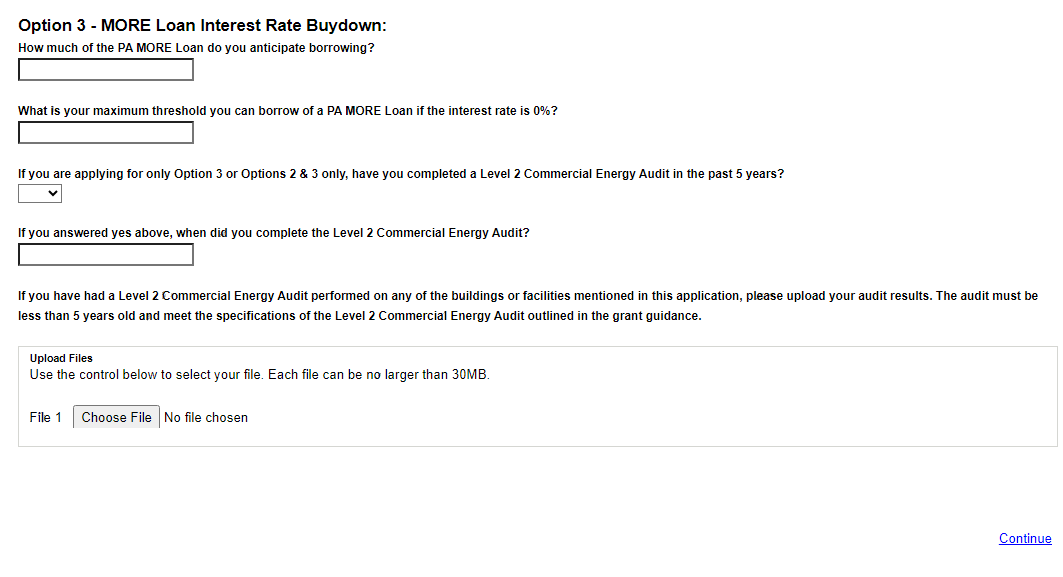 Option 3 - MORE Loan Interest Rate Buydown:
How much of the PA MORE Loan do you anticipate borrowing?
What is your maximum threshold you can borrow of a PA MORE Loan if the interest rate is 0%?
If you are applying for only Option 3 or Options 2 & 3 only, have you completed a Level 2 Commercial Energy Audit in the past 5 years?
If you answered yes above, when did you complete the Level 2 Commercial Energy Audit?
If you have had a Level 2 Commercial Energy Audit performed on any of the buildings or facilities mentioned in this application, please upload your audit results. The audit must be
less than 5 years old and meet the specifications of the Level 2 Commercial Energy Audit outlined in the grant guidance.
Upload Files
Use the control below to select your file. Each file can be no larger than 30MB.
File 1 Choose File No file chosen
Continue